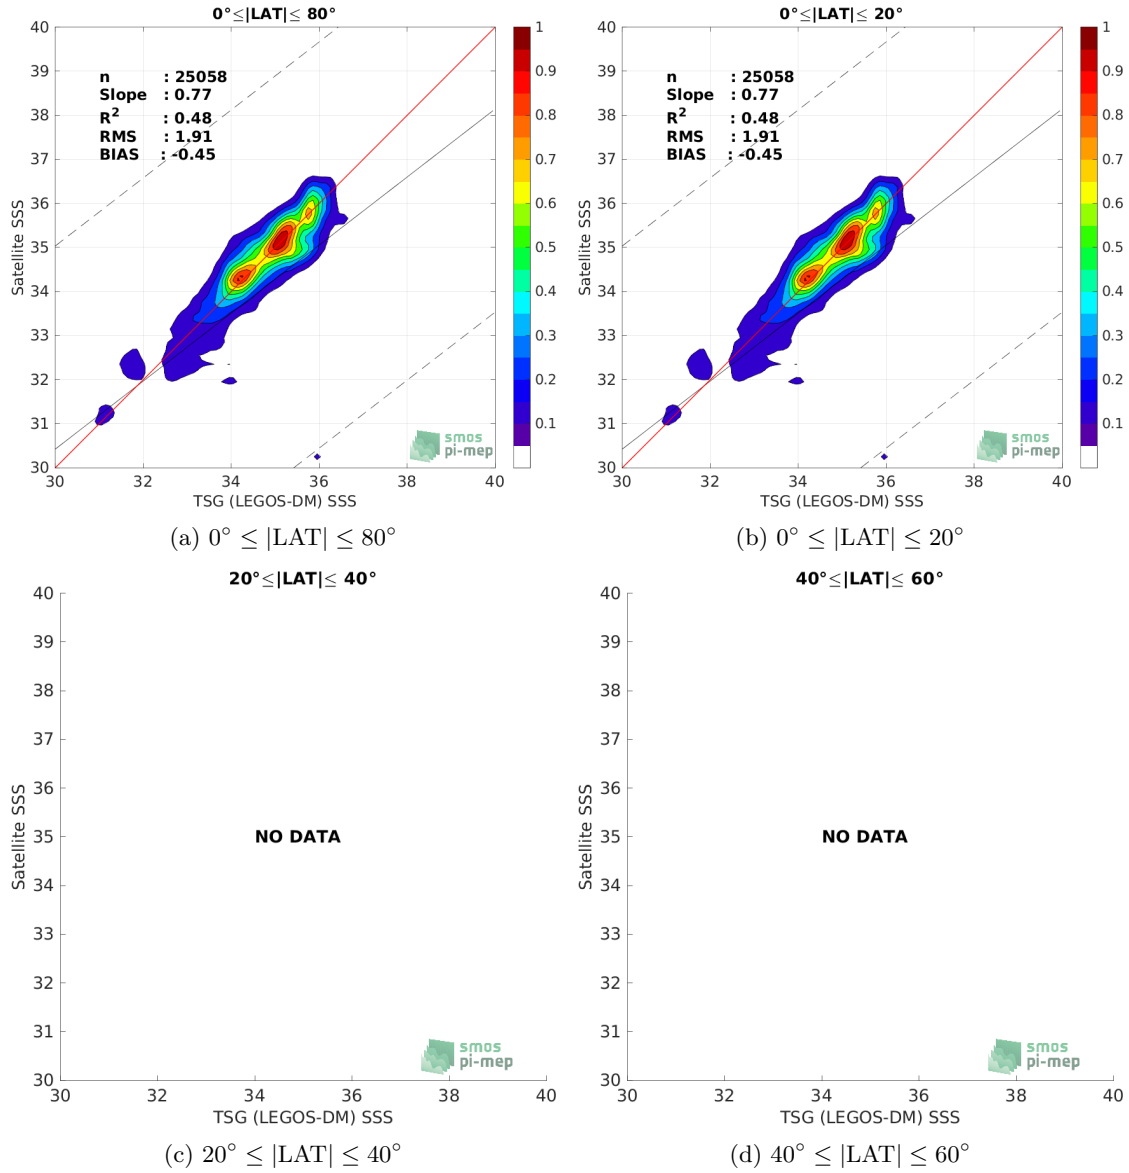 0°≤|LAT|≤ 80°
40
39
38
37
36
35
34
33
32
31
30
Satellite SSS
n : 25058
Slope : 0.77
R2 : 0.48
RMS : 1.91
BIAS : -0.45
smos
pi-mep
30 32 34 36 38 40
TSG (LEGOS-DM) SSS
1
0.9
0.8
0.7
0.6
0.5
0.4
0.3
0.2
0.1
(a) 0° ≤ |LAT| ≤ 80°
0°≤|LAT|≤ 20°
40
39
38
37
36
35
34
33
32
31
30
Satellite SSS
n : 25058
Slope : 0.77
R2 : 0.48
RMS : 1.91
BIAS : -0.45
smos
pi-mep
30 32 34 36 38 40
TSG (LEGOS-DM) SSS
1
0.9
0.8
0.7
0.6
0.5
0.4
0.3
0.2
0.1
(b) 0° ≤ |LAT| ≤ 20°
20°≤|LAT|≤ 40°
40
39
38
37
36
35
34
33
32
31
30
Satellite SSS
NO DATA
smos
pi-mep
30 32 34 36 38 40
TSG (LEGOS-DM) SSS
(c) 20° ≤ |LAT| ≤ 40°
40°≤|LAT|≤ 60°
40
39
38
37
36
35
34
33
32
31
30
Satellite SSS
NO DATA
smos
pi-mep
30 32 34 36 38 40
TSG (LEGOS-DM) SSS
(d) 40° ≤ |LAT| ≤ 60°